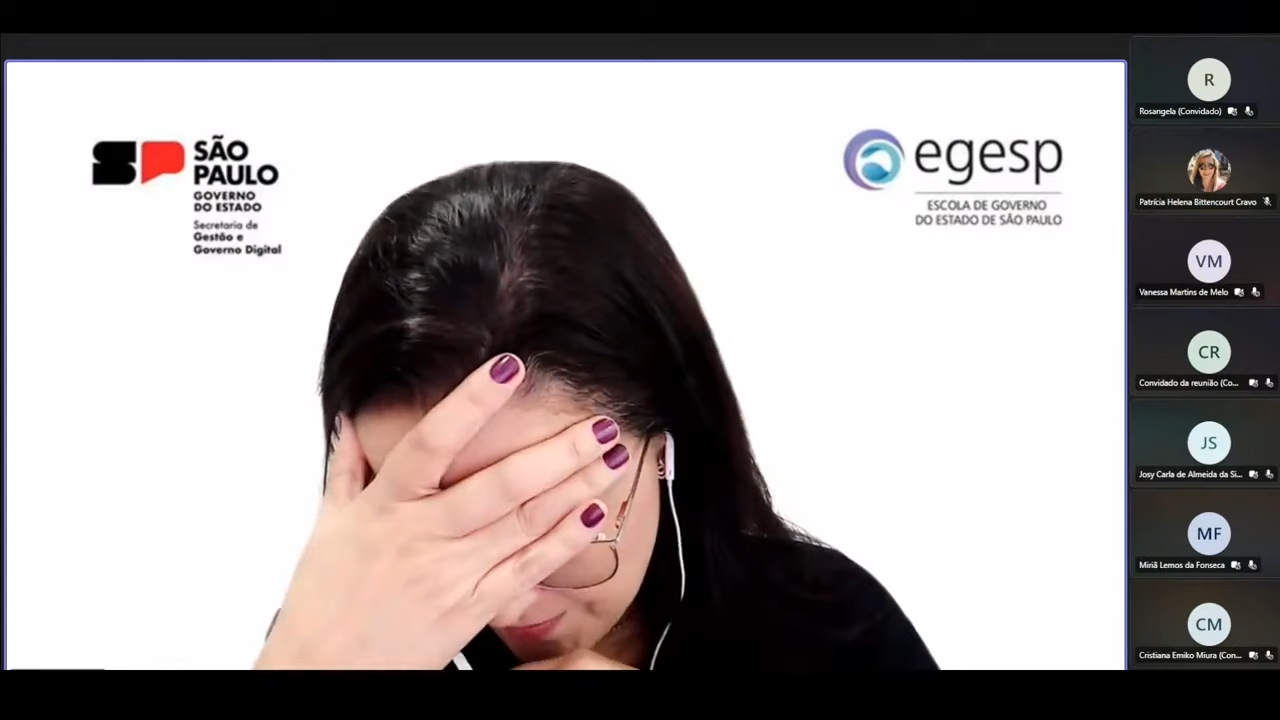 SÃO
PAULO
GOVERNO
DO ESTADO
Secretaria de
Gestão e
Governo Digital
egesp
ESCOLA DE GOVERNO
DO ESTADO DE SÃO PAULO
R
Rosangela (Convidado)
Patrícia Helena Bittencourt Cravo
VM
Vanessa Martins de Melo
CR
Convidado da reunião (Co...
JS
Josy Carla de Almeida da Si...
MF
Miriã Lemos da Fonseca
CM
Cristiana Emiko Miura (Con...